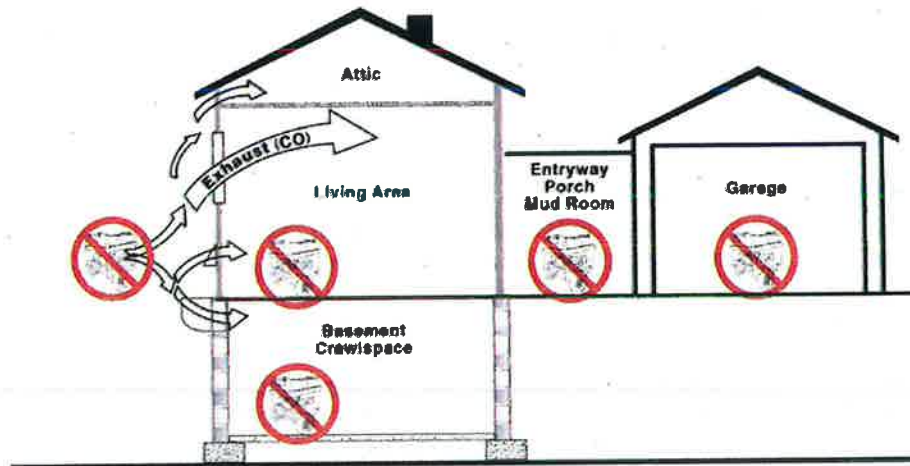 Attic
Exhaust (CO)
Living Area
Entryway
Porch
Mud Room
Garage
Basement
Crawlspace